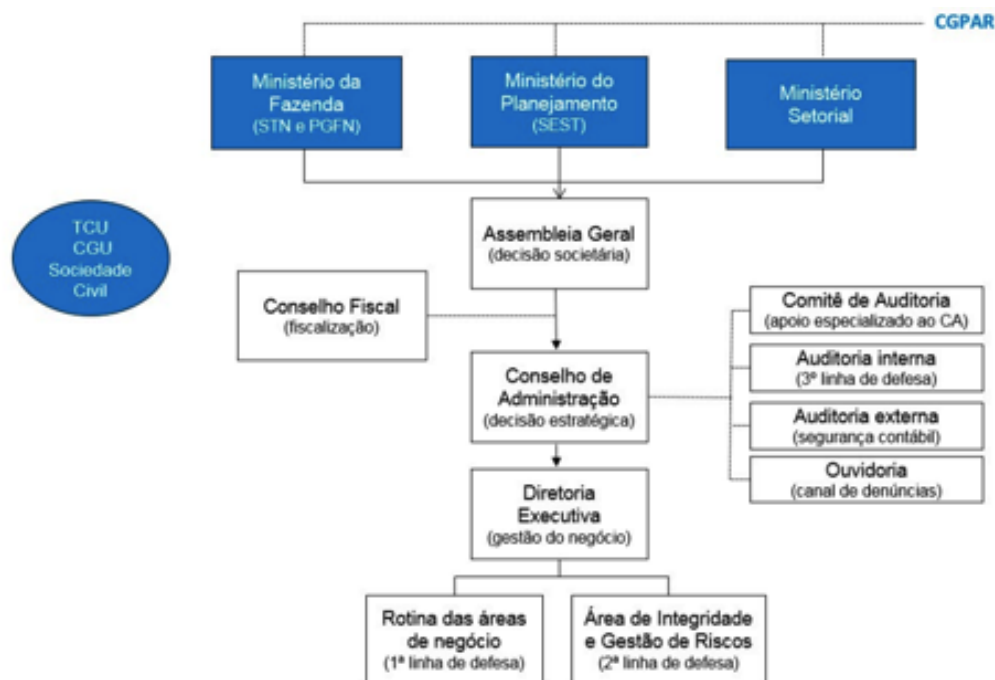 CGPAR
Ministério da
Fazenda
(STN e PGFN)
Ministério do
Planejamento
(SEST)
Ministério
Setorial
TCU
CGU
Sociedade
Civil
Assembleia Geral
(decisão societária)
Conselho Fiscal
(fiscalização)
Conselho de
Administração
(decisão estratégica)
Comitê de Auditoria
(apoio especializado ao CA)
Auditoria interna
(3º linha de defesa)
Auditoria externa
(segurança contábil)
Ouvidoria
(canal de denúncias)
Diretoria
Executiva
(gestão do negócio)
Rotina das áreas
de negócio
(1ª linha de defesa)
Área de Integridade
e Gestão de Riscos
(2ª linha de defesa)